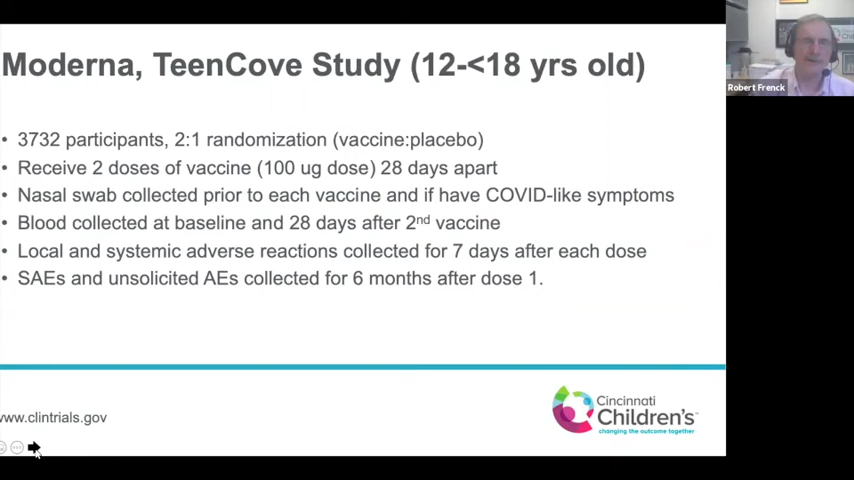 Moderna, TeenCove Study (12-<18 yrs old)
Robert Frenck
• 3732 participants, 2:1 randomization (vaccine:placebo)
• Receive 2 doses of vaccine (100 ug dose) 28 days apart
• Nasal swab collected prior to each vaccine and if have COVID-like symptoms
• Blood collected at baseline and 28 days after 2nd vaccine
• Local and systemic adverse reactions collected for 7 days after each dose
• SAEs and unsolicited AEs collected for 6 months after dose 1.
www.clintrials.gov
Cincinnati
Children's
changing the outcome together